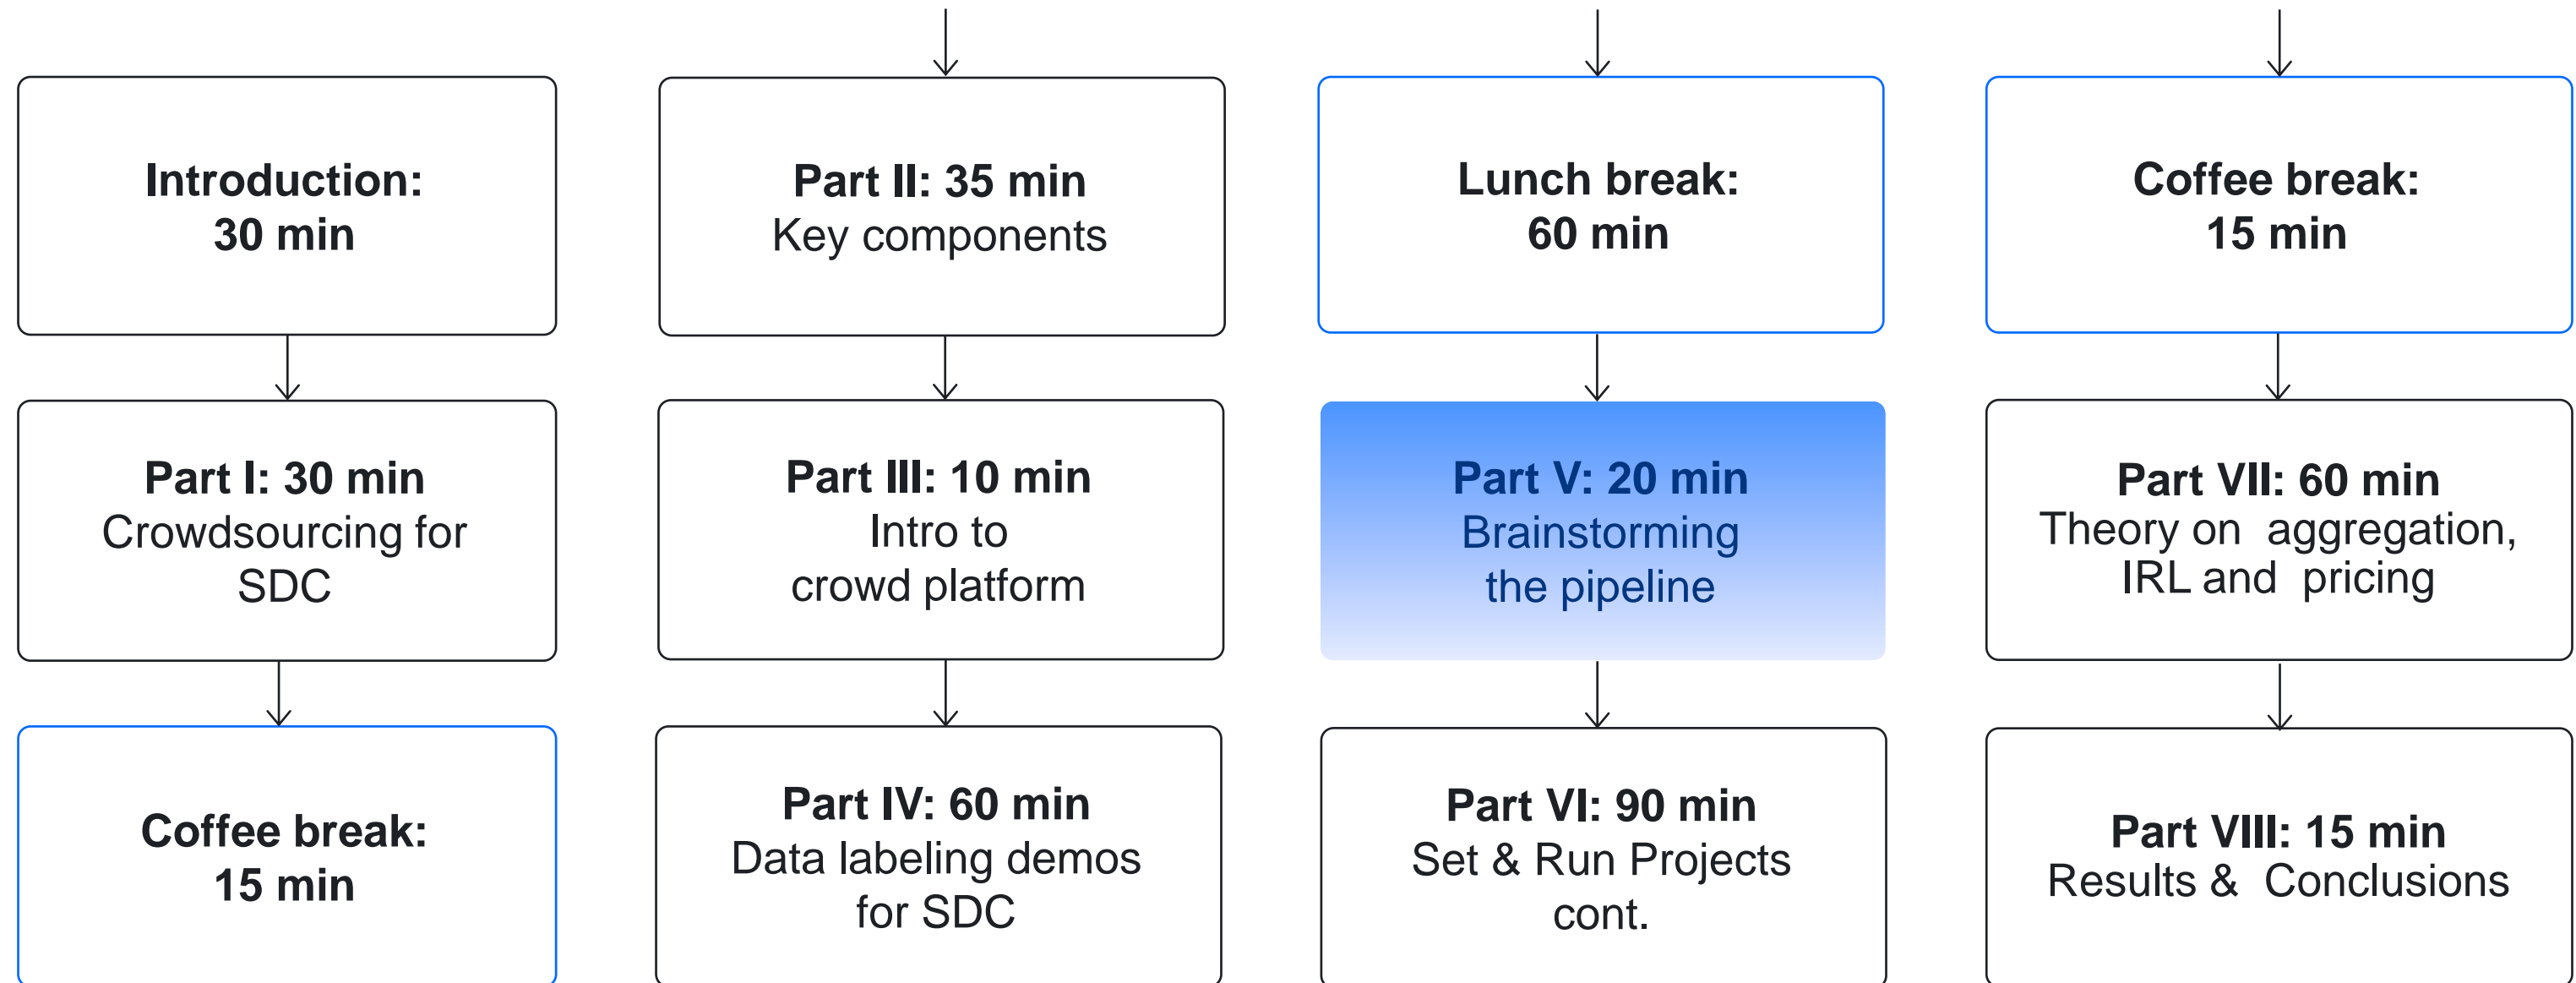 Introduction:
30 min
Part I: 30 min
Crowdsourcing for
SDC
Coffee break:
15 min
Part II: 35 min
Key components
Part III: 10 min
Intro to
crowd platform
Part IV: 60 min
Data labeling demos
for SDC
Lunch break:
60 min
Part V: 20 min
Brainstorming
the pipeline
Part VI: 90 min
Set & Run Projects
cont.
Coffee break:
15 min
Part VII: 60 min
Theory on aggregation,
IRL and pricing
Part VIII: 15 min
Results & Conclusions